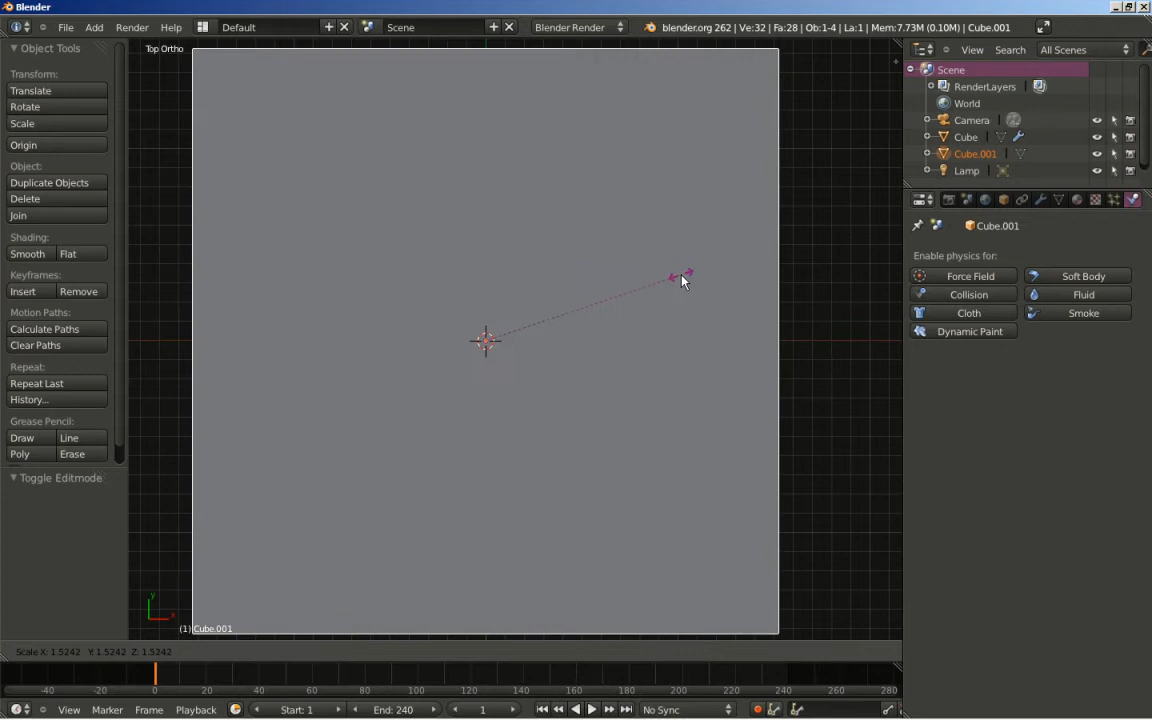 Blender
File Add Render Help Default Scene Blender Render blender.org 262 | Ve:32 | Fa:28 | Ob:1-4 | La:1 | Mem:7.73M (0.10M) | Cube.001
Object Tools
Top Ortho
View Search All Scenes
Transform:
Translate
Rotate
Scale
Origin
Object:
Duplicate Objects
Delete
Join
Shading:
Smooth Flat
Keyframes:
Insert Remove
Motion Paths:
Calculate Paths
Clear Paths
Repeat:
Repeat Last
History...
Grease Pencil:
Draw Line
Poly Erase
Toggle Editmode
Scene
RenderLayers
World
Camera
Cube
Cube.001
Lamp
Cube.001
Enable physics for:
Force Field Soft Body
Collision Fluid
Cloth Smoke
Dynamic Paint
y
x
(1) Cube.001
Scale X: 1.5242 Y: 1.5242 Z: 1.5242
-40 -20 0 20 40 60 80 100 120 140 160 180 200 220 240 260 280
View Marker Frame Playback Start: 1 End: 240 1 No Sync